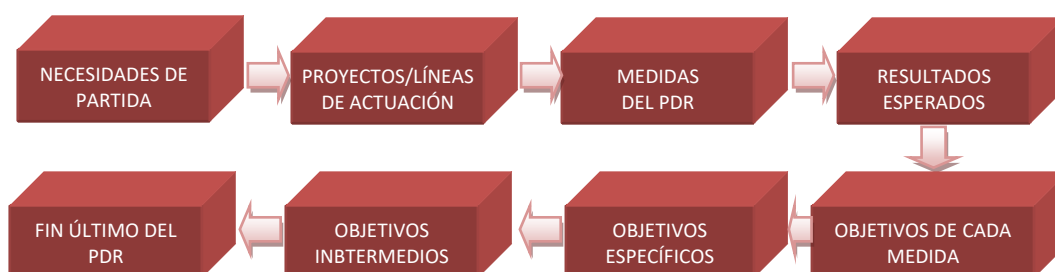 NECESIDADES DE
PARTIDA
PROYECTOS/LÍNEAS
DE ACTUACIÓN
MEDIDAS
DEL PDR
RESULTADOS
ESPERADOS
OBJETIVOS DE CADA
MEDIDA
OBJETIVOS
ESPECÍFICOS
OBJETIVOS
INBTERMEDIOS
FIN ÚLTIMO DEL
PDR